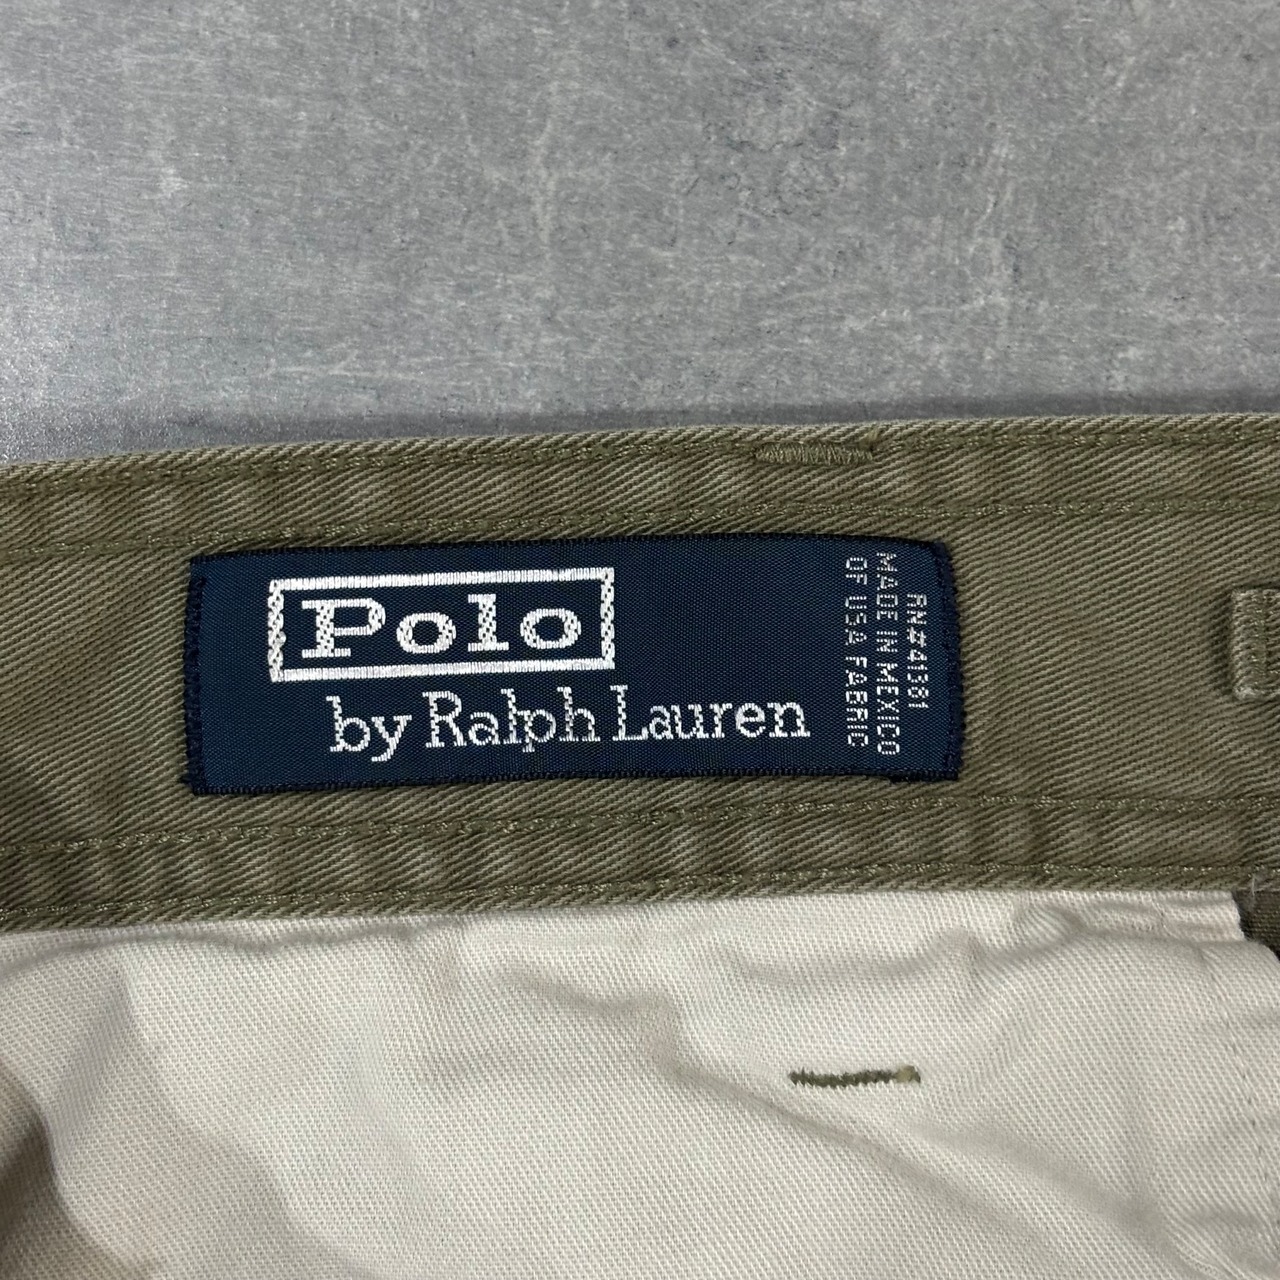 Polo
by Ralph Lauren
RN#41381
MADE IN MEXICO
OF USA FABRIC